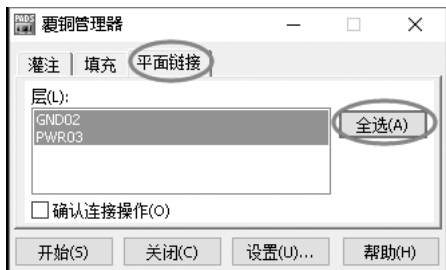 PADS 覆铜管理器
灌注 填充 平面链接
层(L):
GND02
PWR03
全选(A)
确认连接操作(O)
开始(S) 关闭(C) 设置(U)... 帮助(H)